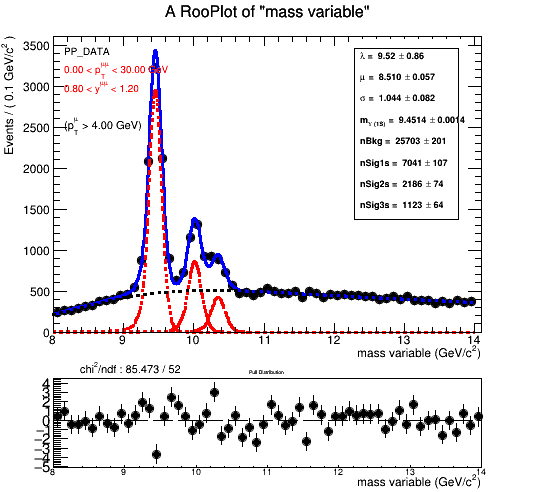 A RooPlot of "mass variable"
Events / ( 0.1 GeV/c² )
3500
3000
2500
2000
1500
1000
500
0
PP_DATA
0.00 < p_T^μμ < 30.00 GeV
0.80 < y^μμ < 1.20
(p_T^μ > 4.00 GeV)
λ = 9.52 ± 0.86
μ = 8.510 ± 0.057
σ = 1.044 ± 0.082
m_ϒ(1S) = 9.4514 ± 0.0014
nBkg = 25703 ± 201
nSig1s = 7041 ± 107
nSig2s = 2186 ± 74
nSig3s = 1123 ± 64
8 9 10 11 12 13 14
mass variable (GeV/c²)
chi²/ndf : 85.473 / 52
Pull Distribution
4
3
2
1
0
−1
−2
−3
−4
−5
8 9 10 11 12 13 14
mass variable (GeV/c²)